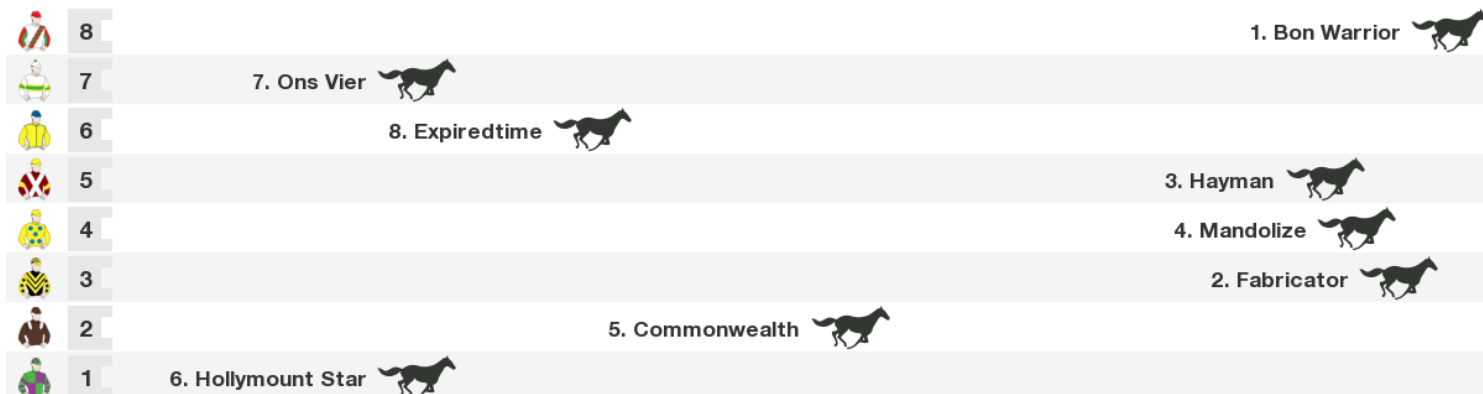 8 1. Bon Warrior
7 7. Ons Vier
6 8. Expiredtime
5 3. Hayman
4 4. Mandolize
3 2. Fabricator
2 5. Commonwealth
1 6. Hollymount Star